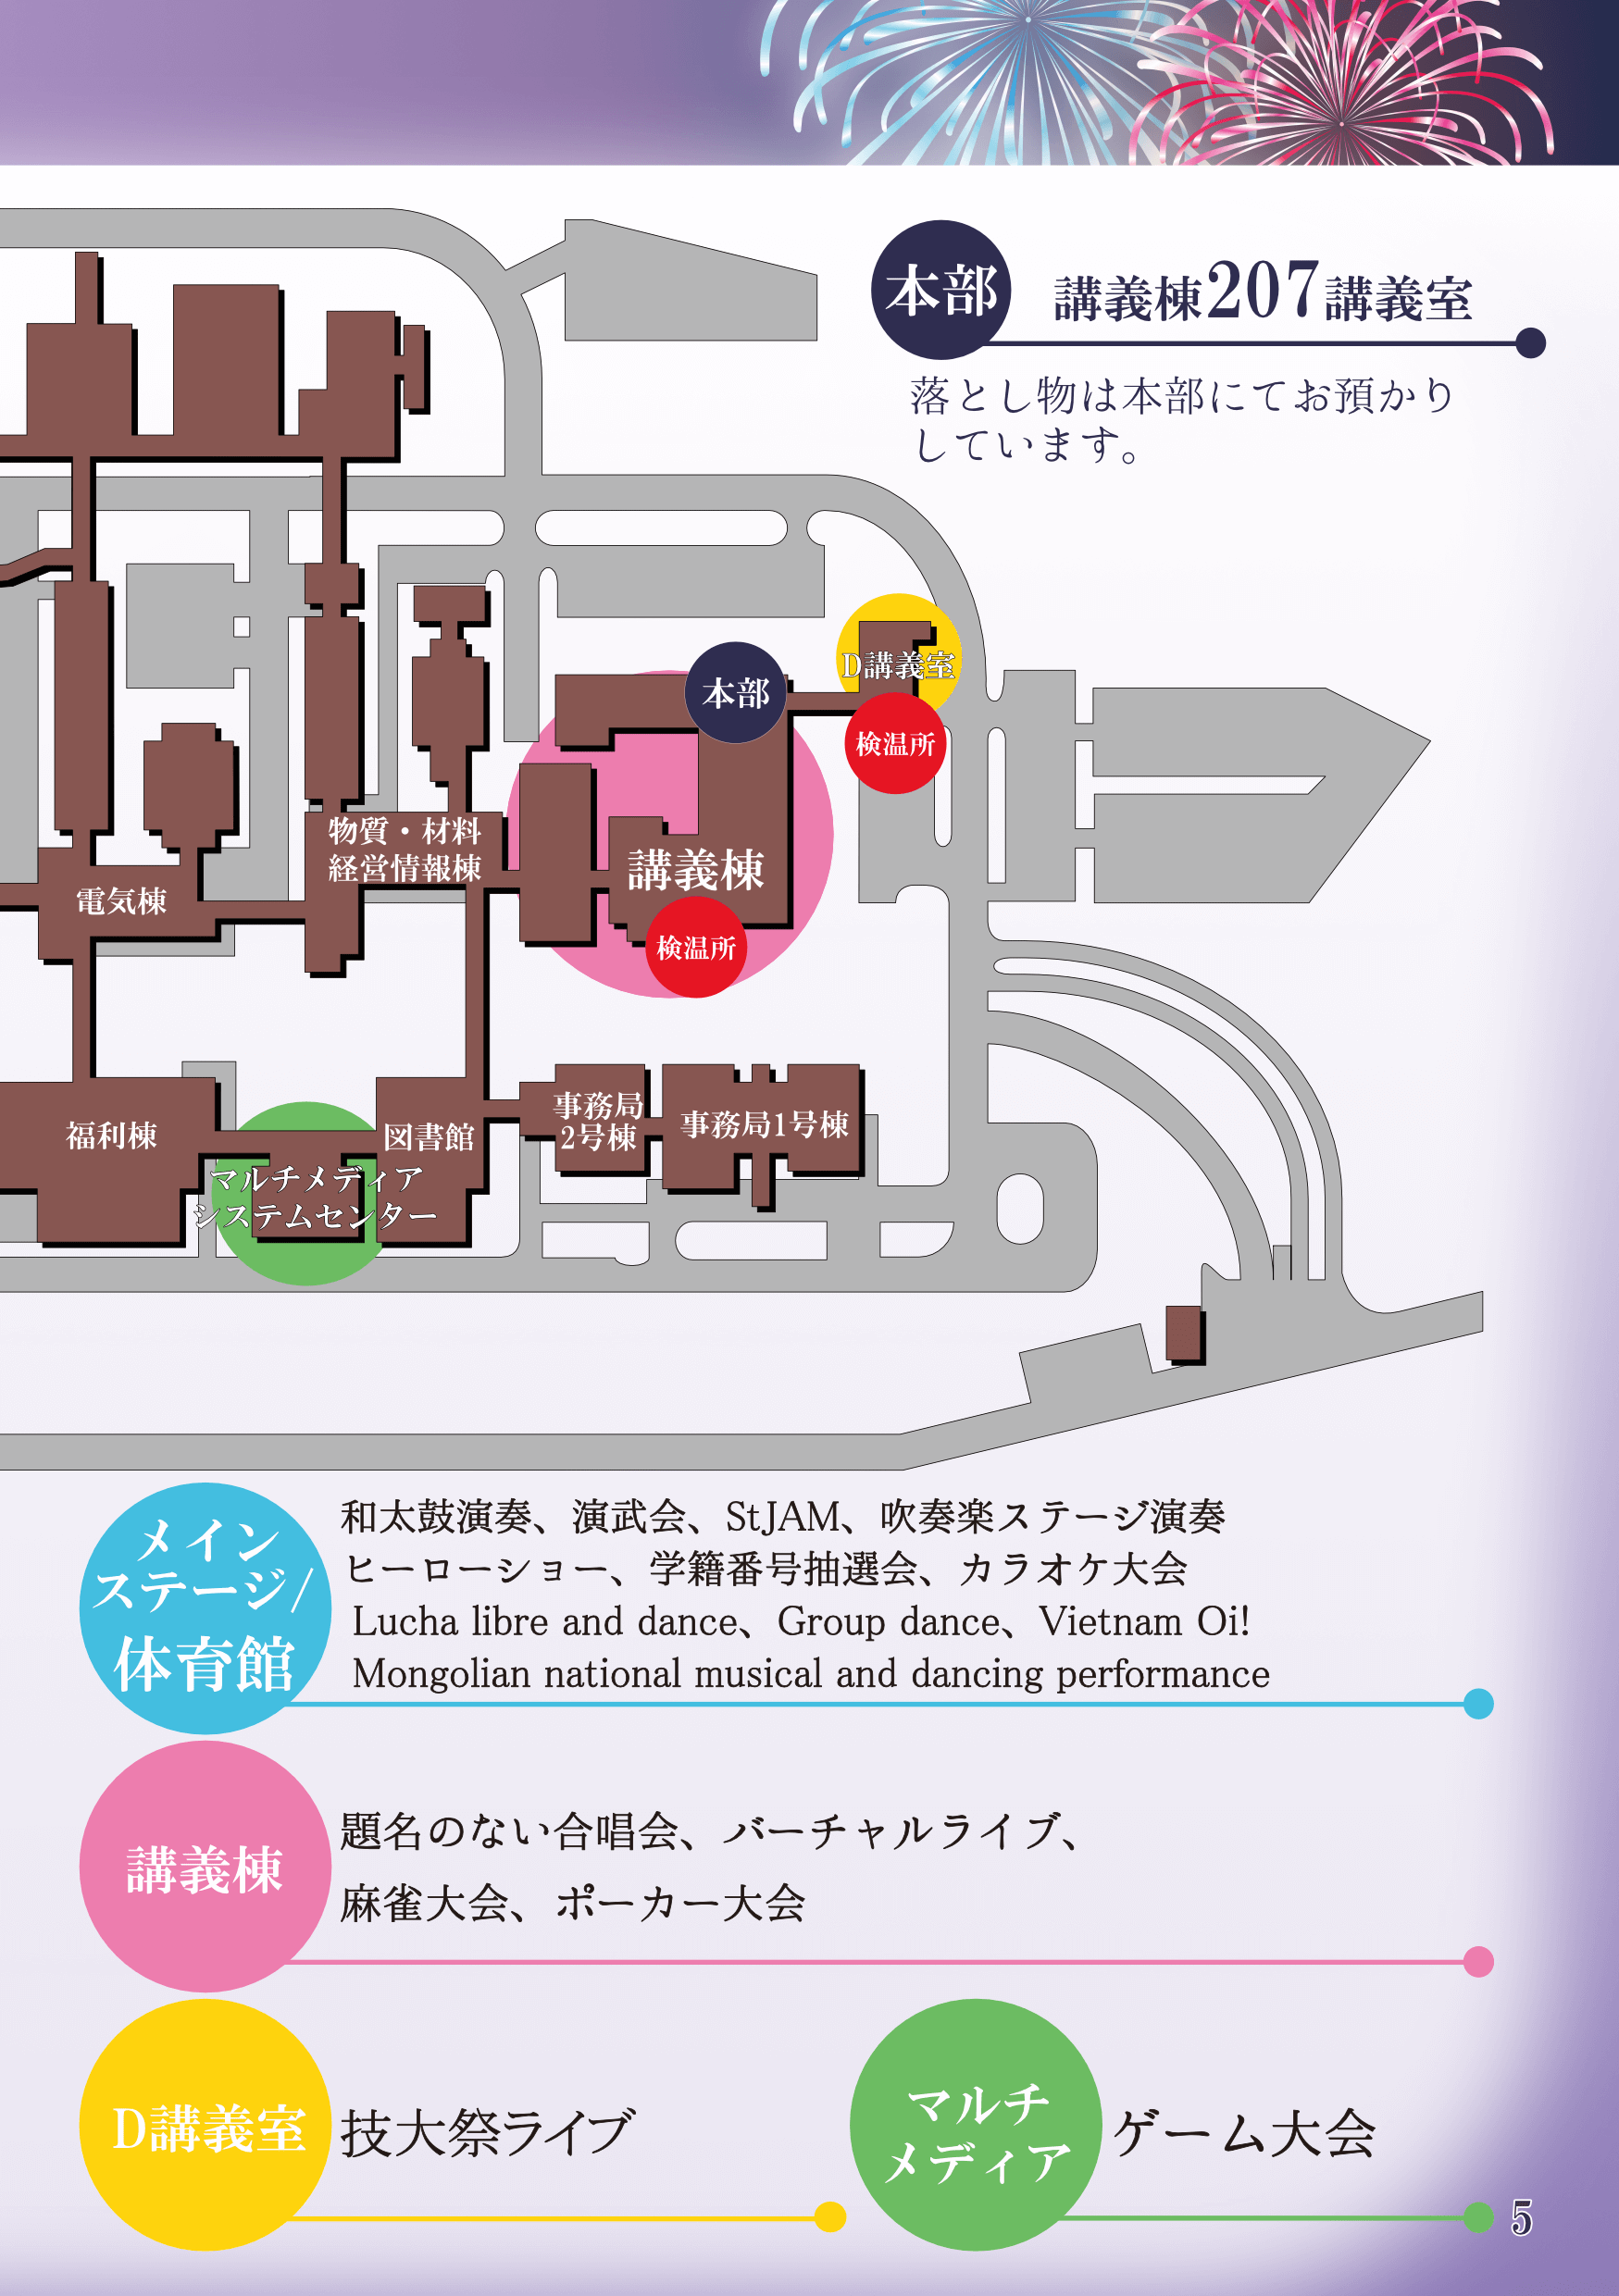 本部
講義棟207講義室
落とし物は本部にてお預かり
しています。
D講義室
本部
検温所
物質・材料
経営情報棟
講義棟
電気棟
検温所
事務局
2号棟
事務局1号棟
福利棟
図書館
マルチメディア
システムセンター
メイン
ステージ/
体育館
和太鼓演奏、演武会、StJAM、吹奏楽ステージ演奏
ヒーローショー、学籍番号抽選会、カラオケ大会
Lucha libre and dance、Group dance、Vietnam Oi!
Mongolian national musical and dancing performance
講義棟
題名のない合唱会、バーチャルライブ、
麻雀大会、ポーカー大会
D講義室
技大祭ライブ
マルチ
メディア
ゲーム大会
5